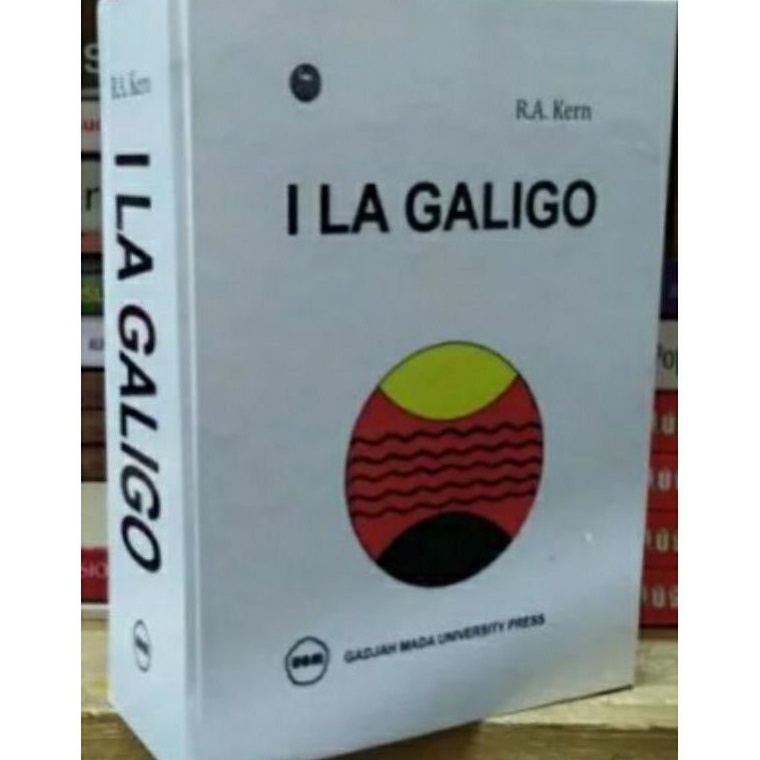 R.A. Kern
I LA GALIGO
GADJAH MADA UNIVERSITY PRESS
R.A. Kern
I LA GALIGO